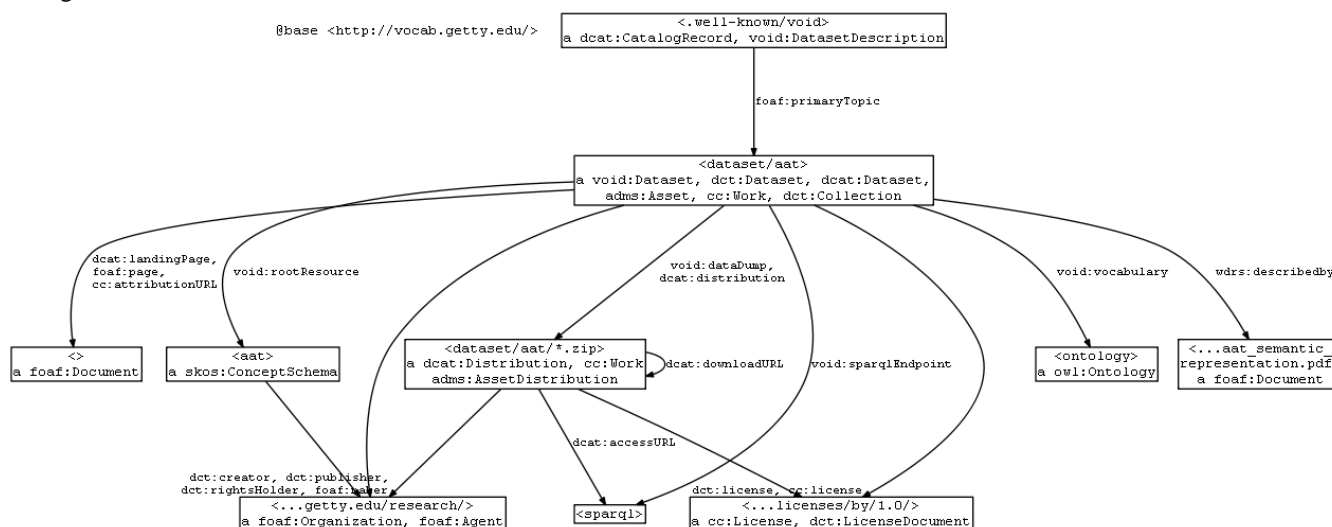 <.well-known/void>
@base <http://vocab.getty.edu/>
a dcat:CatalogRecord, void:DatasetDescription
foaf:primaryTopic
<dataset/aat>
a void:Dataset, dct:Dataset, dcat:Dataset,
adms:Asset, cc:Work, dct:Collection
dcat:landingPage,
foaf:page,
cc:attributionURL
void:rootResource
void:dataDump,
dcat:distribution
void:vocabulary
wdrs:describedby
<>
a foaf:Document
<aat>
a skos:ConceptSchema
<dataset/aat/*.zip>
a dcat:Distribution, cc:Work
adms:AssetDistribution
dcat:downloadURL
void:sparqlEndpoint
<ontology>
a owl:Ontology
<...aat_semantic_
representation.pdf
a foaf:Document
dcat:accessURL
dct:creator, dct:publisher,
dct:rightsHolder, foaf:maker
dct:license, cc:license
<...getty.edu/research/>
a foaf:Organization, foaf:Agent
<sparql>
<...licenses/by/1.0/>
a cc:License, dct:LicenseDocument